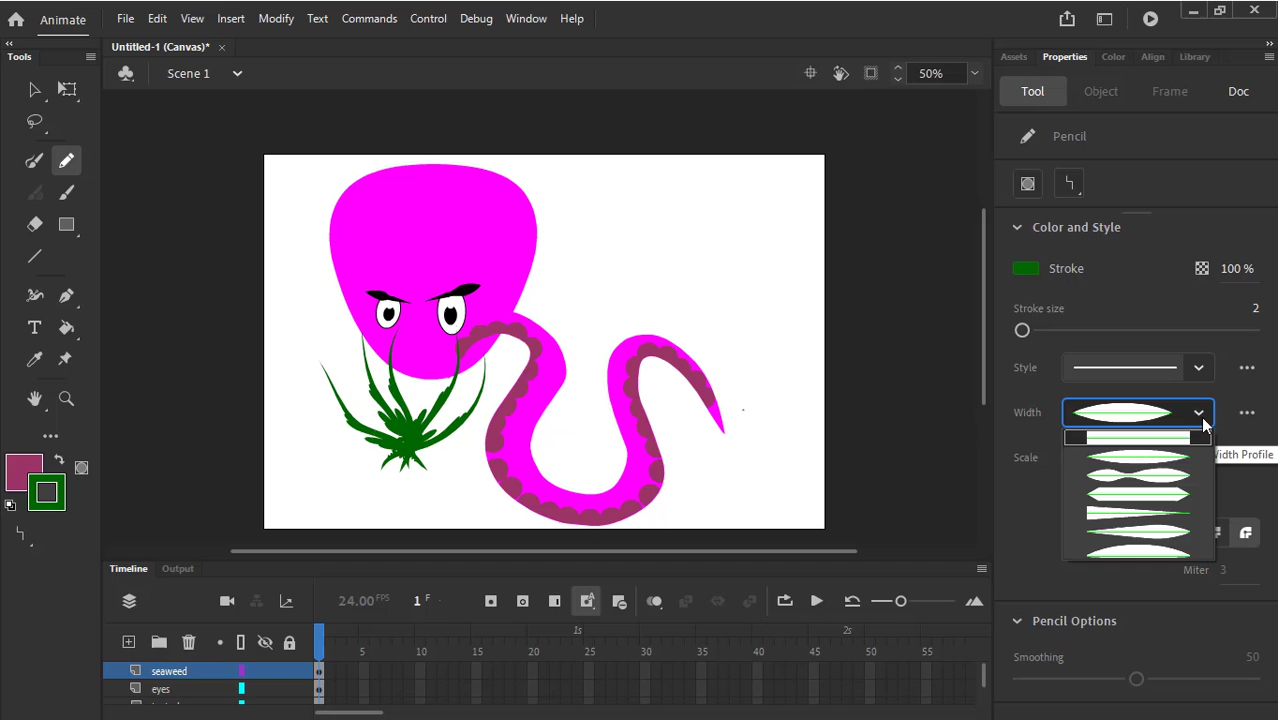 Animate File Edit View Insert Modify Text Commands Control Debug Window Help
Tools
Untitled-1 (Canvas)*
Scene 1
50%
Assets Properties Color Align Library
Tool Object Frame Doc
Pencil
Color and Style
Stroke 100 %
Stroke size 2
Style
Width
Width Profile
Scale
Miter 3
Pencil Options
Smoothing 50
Timeline Output
24.00 FPS 1 F
1s 2s
5 10 15 20 25 30 35 40 45 50 55
seaweed
eyes